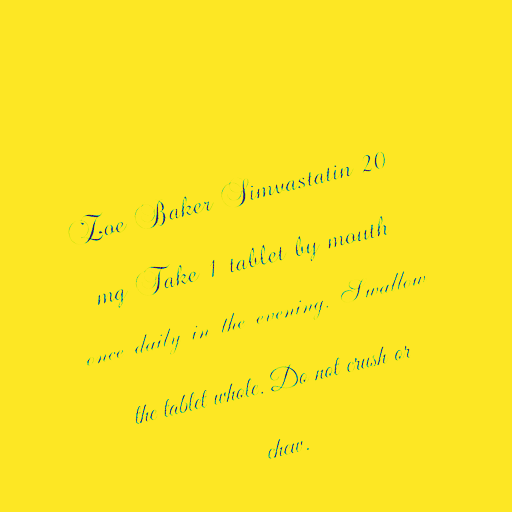 Zoe Baker Simvastatin 20
mg Take 1 tablet by mouth
once daily in the evening. Swallow
the tablet whole. Do not crush or
chew.